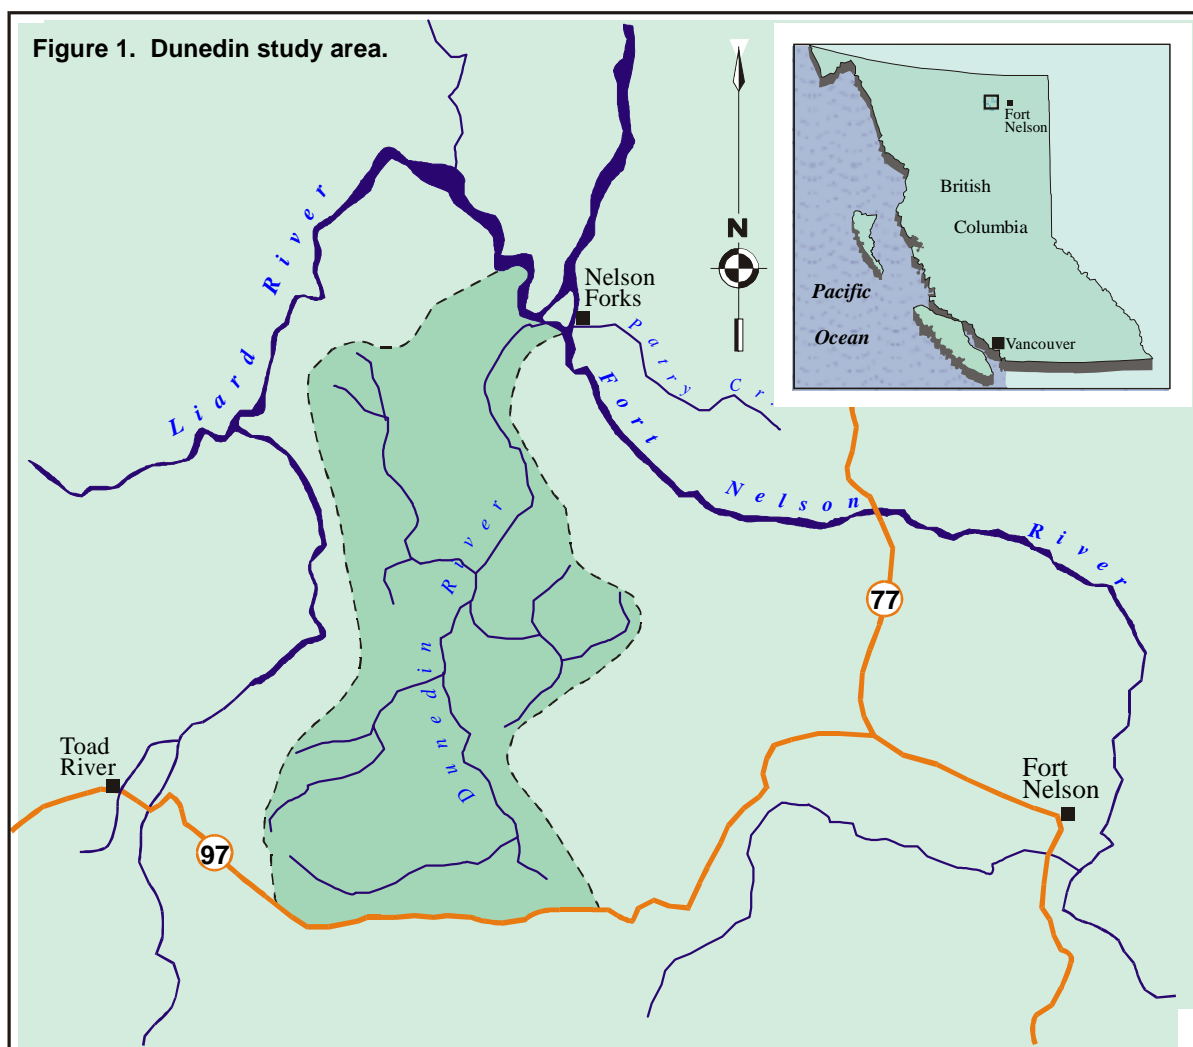 Figure 1. Dunedin study area.
Fort
Nelson
British
Columbia
Pacific
Ocean
Vancouver
N
Liard River
Nelson
Forks
Patry Cr.
Fort Nelson River
Dunedin River
77
Toad
River
97
Fort
Nelson